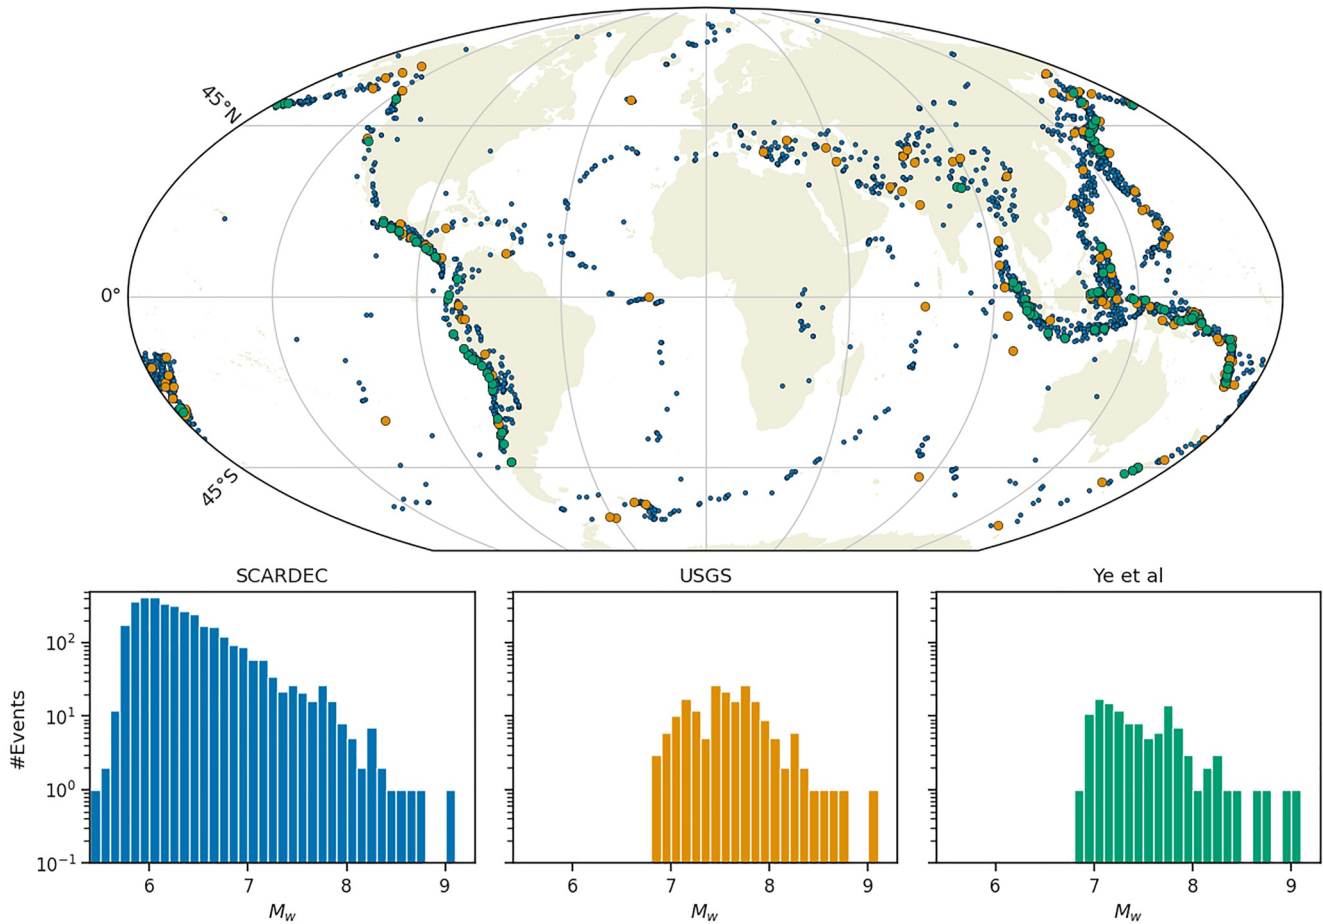 45°N
0°
45°S
SCARDEC
USGS
Ye et al
#Events
10²
10¹
10⁰
10⁻¹
6 7 8 9
6 7 8 9
6 7 8 9
M_w
M_w
M_w